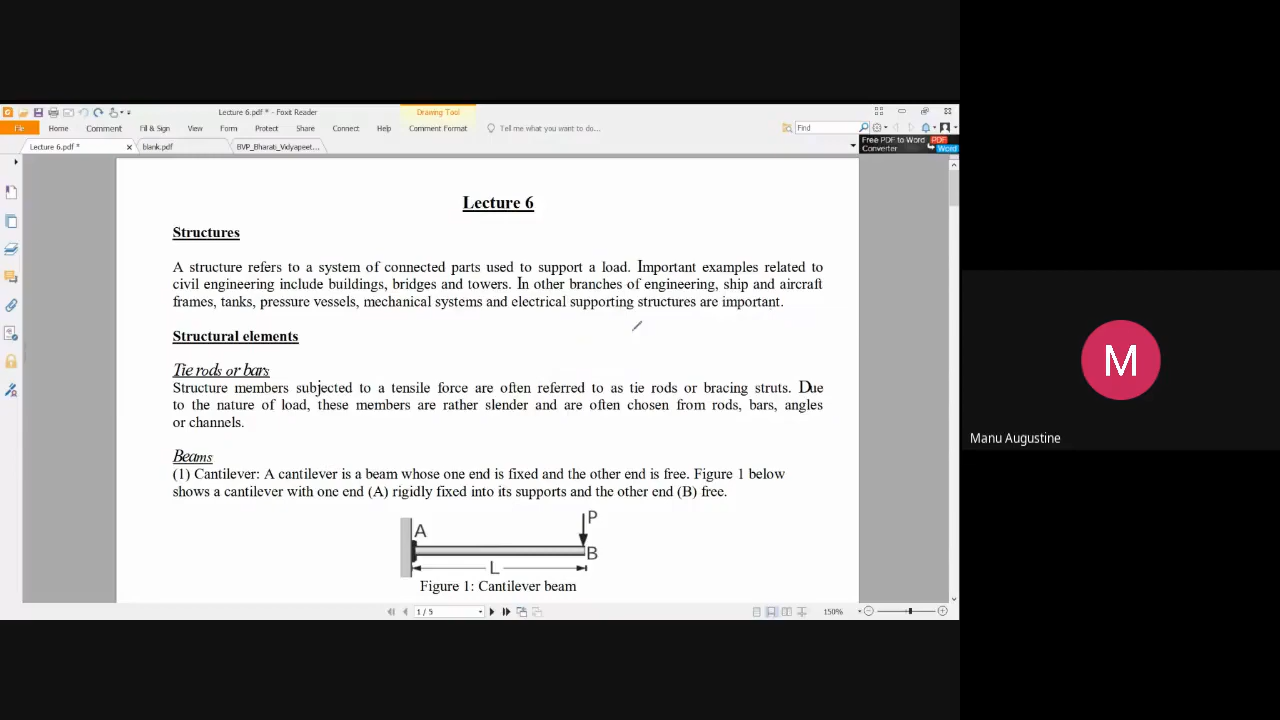 Lecture 6.pdf * - Foxit Reader
Drawing Tool
File Home Comment Fill & Sign View Form Protect Share Connect Help Comment Format Tell me what you want to do... Find
Lecture 6.pdf * blank.pdf BVP_Bharati_Vidyapeet...
Free PDF to Word
Converter
PDF
Word
Lecture 6
Structures
A structure refers to a system of connected parts used to support a load. Important examples related to
civil engineering include buildings, bridges and towers. In other branches of engineering, ship and aircraft
frames, tanks, pressure vessels, mechanical systems and electrical supporting structures are important.
Structural elements
Tie rods or bars
Structure members subjected to a tensile force are often referred to as tie rods or bracing struts. Due
to the nature of load, these members are rather slender and are often chosen from rods, bars, angles
or channels.
Beams
(1) Cantilever: A cantilever is a beam whose one end is fixed and the other end is free. Figure 1 below
shows a cantilever with one end (A) rigidly fixed into its supports and the other end (B) free.
P
A
B
L
Figure 1: Cantilever beam
1 / 5
150%
M
Manu Augustine